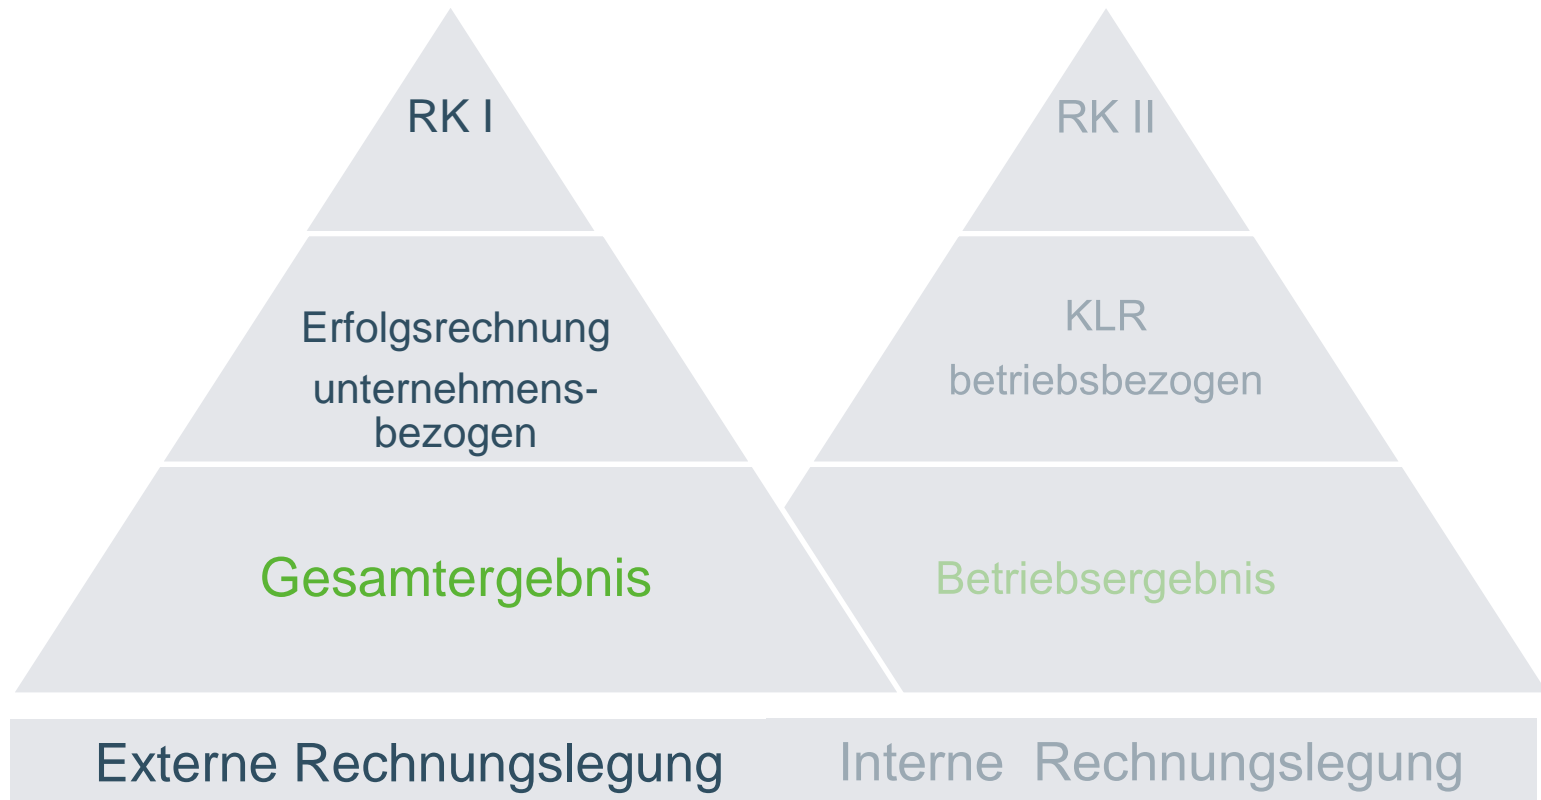 RK I
Erfolgsrechnung
unternehmens-
bezogen
Gesamtergebnis
Externe Rechnungslegung
RK II
KLR
betriebsbezogen
Betriebsergebnis
Interne Rechnungslegung